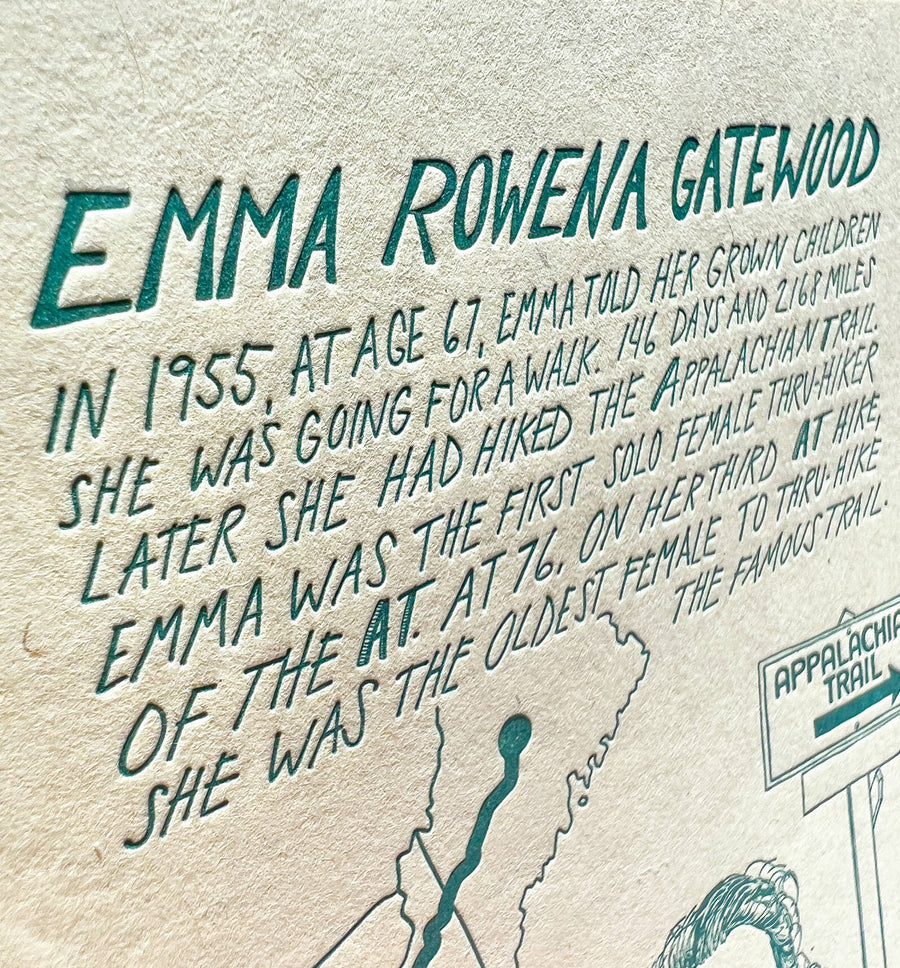 EMMA ROWENA GATEWOOD
IN 1955, AT AGE 67, EMMA TOLD HER GROWN CHILDREN
SHE WAS GOING FOR A WALK. 146 DAYS AND 2168 MILES
LATER SHE HAD HIKED THE APPALACHIAN TRAIL.
EMMA WAS THE FIRST SOLO FEMALE THRU-HIKER
OF THE AT. AT 76, ON HER THIRD AT HIKE,
SHE WAS THE OLDEST FEMALE TO THRU-HIKE
THE FAMOUS TRAIL.
APPALACHIA
TRAIL